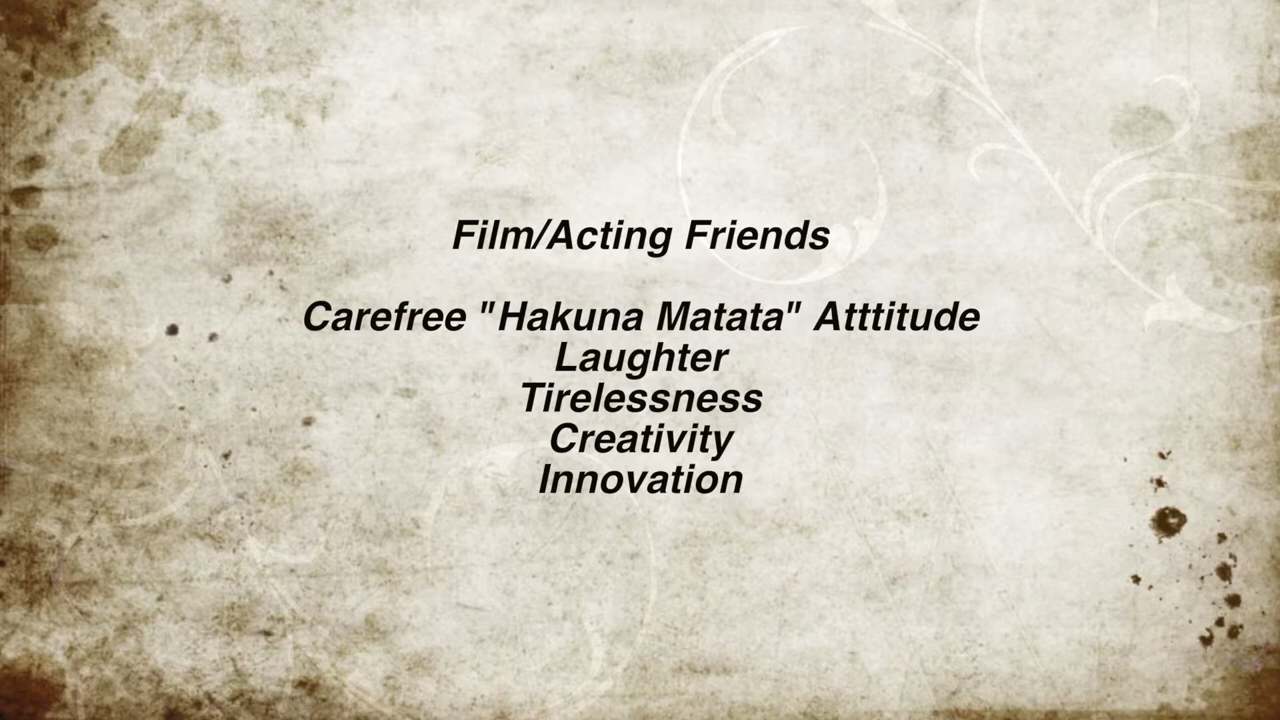 Film/Acting Friends
Carefree "Hakuna Matata" Atttitude
Laughter
Tirelessness
Creativity
Innovation